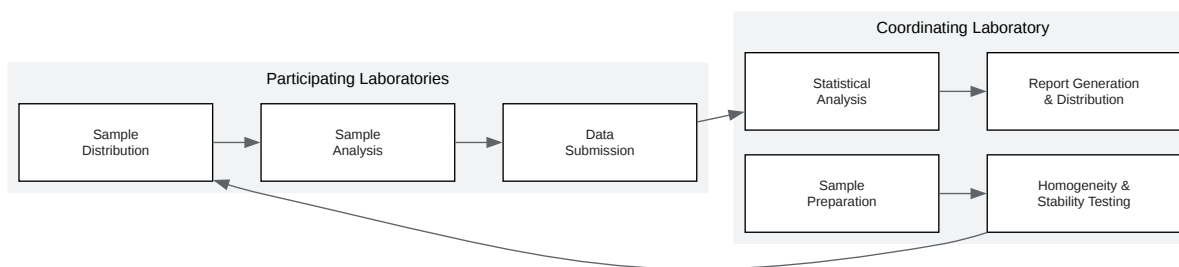 Coordinating Laboratory
Participating Laboratories
Sample
Distribution
Sample
Analysis
Data
Submission
Statistical
Analysis
Report Generation
& Distribution
Sample
Preparation
Homogeneity &
Stability Testing